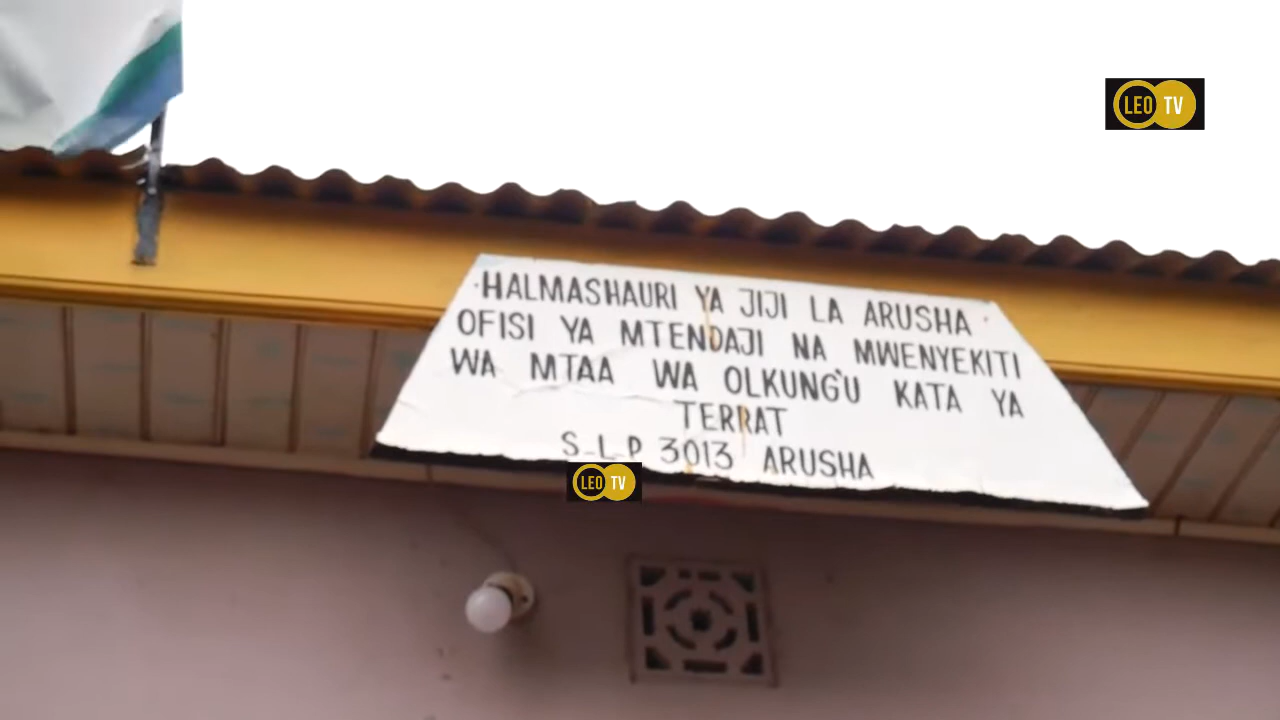 LEO TV
HALMASHAURI YA JIJI LA ARUSHA
OFISI YA MTENDAJI NA MWENYEKITI
WA MTAA WA OLKUNG'U KATA YA
TERRAT
S-L-P 3013 ARUSHA
LEO TV